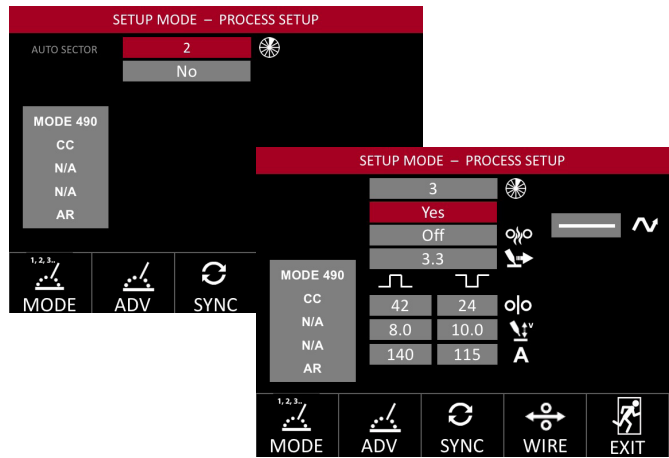 SETUP MODE – PROCESS SETUP
AUTO SECTOR 2
No
MODE 490
CC
N/A
N/A
AR
1, 2, 3..
MODE ADV SYNC
SETUP MODE – PROCESS SETUP
3
Yes
Off
3.3
MODE 490
CC
N/A
N/A
AR
42 24
8.0 10.0 V
140 115 A
1, 2, 3..
MODE ADV SYNC WIRE EXIT